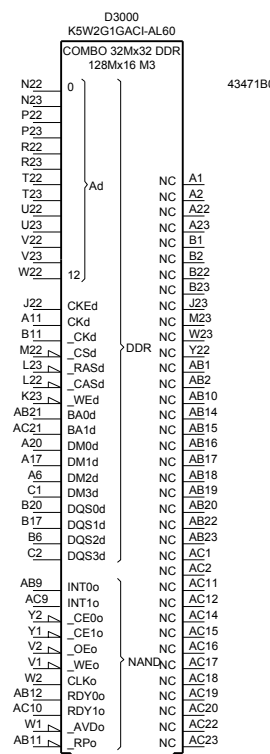 D3000
K5W2G1GACI-AL60
COMBO 32Mx32 DDR
128Mx16 M3
43471B0
N22 0
N23
P22
P23
R22
R23
T22
T23
U22
U23
V22
V23
W22 12
Ad
J22 CKEd
A11 CKd
B11 _CKd
M22 _CSd
L23 _RASd
L22 _CASd
K23 _WEd
AB21 BA0d
AC21 BA1d
A20 DM0d
A17 DM1d
A6 DM2d
C1 DM3d
B20 DQS0d
B17 DQS1d
B6 DQS2d
C2 DQS3d
DDR
AB9 INT0o
AC9 INT1o
Y2 _CE0o
Y1 _CE1o
V2 _OEo
V1 _WEo
W2 CLKo
AB12 RDY0o
AC10 RDY1o
W1 _AVDo
AB11 _RPo
NAND
NC A1
NC A2
NC A22
NC A23
NC B1
NC B2
NC B22
NC B23
NC J23
NC M23
NC W23
NC Y22
NC AB1
NC AB2
NC AB10
NC AB14
NC AB15
NC AB16
NC AB17
NC AB18
NC AB19
NC AB20
NC AB22
NC AB23
NC AC1
NC AC2
NC AC11
NC AC12
NC AC14
NC AC15
NC AC16
NC AC17
NC AC18
NC AC19
NC AC20
NC AC22
NC AC23